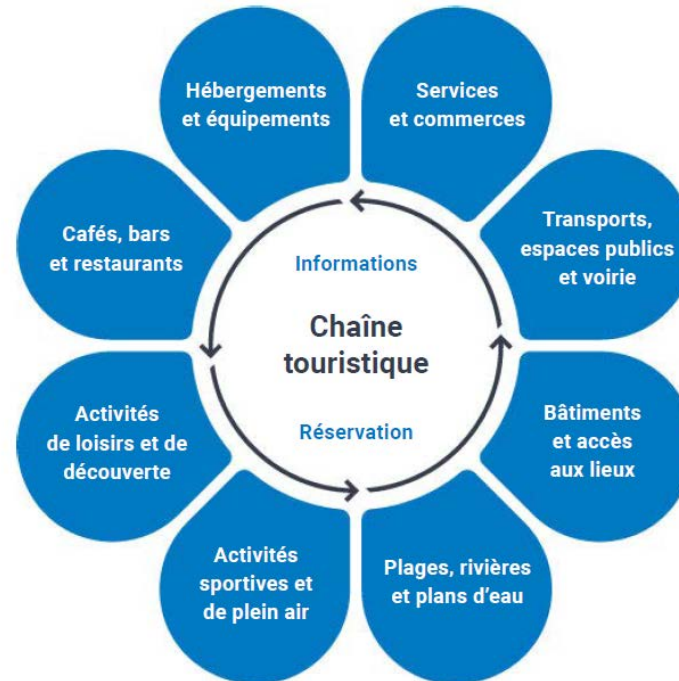 Hébergements
et équipements
Services
et commerces
Cafés, bars
et restaurants
Transports,
espaces publics
et voirie
Informations
Chaîne
touristique
Réservation
Activités
de loisirs et de
découverte
Bâtiments
et accès
aux lieux
Activités
sportives et
de plein air
Plages, rivières
et plans d'eau